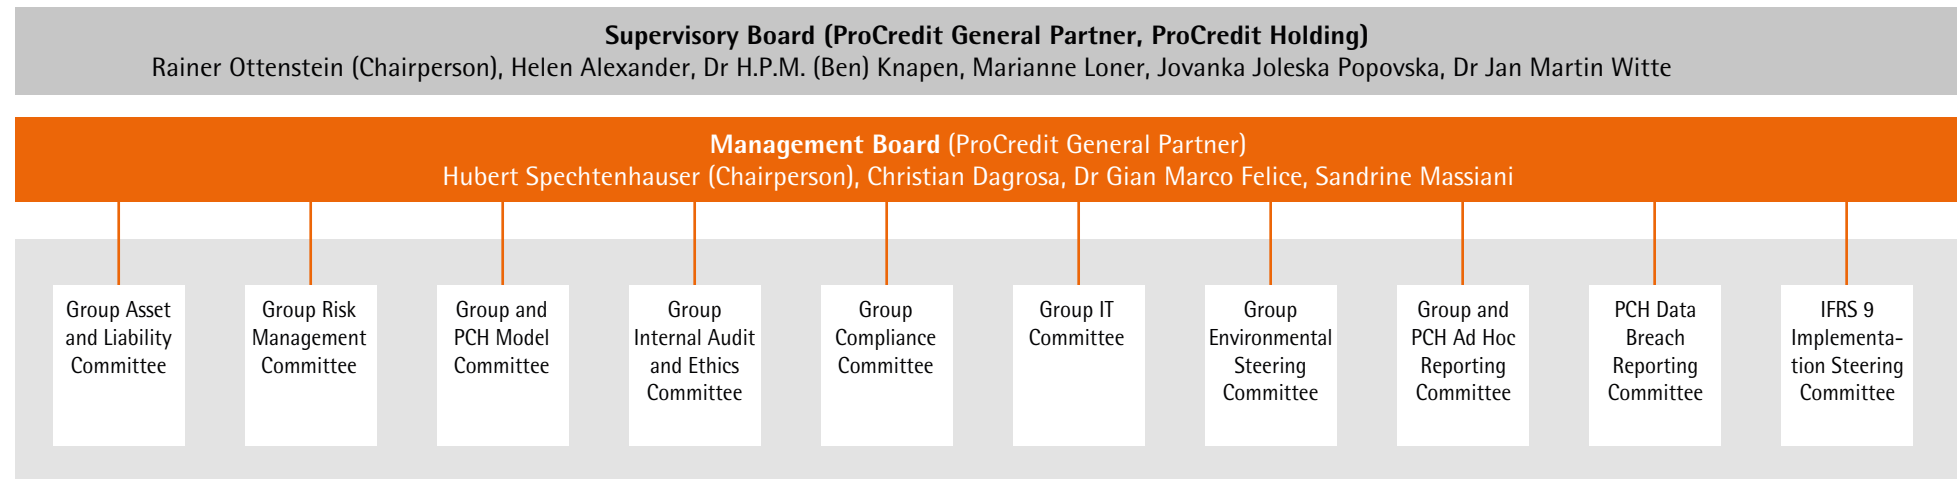 Supervisory Board (ProCredit General Partner, ProCredit Holding)
Rainer Ottenstein (Chairperson), Helen Alexander, Dr H.P.M. (Ben) Knapen, Marianne Loner, Jovanka Joleska Popovska, Dr Jan Martin Witte
Management Board (ProCredit General Partner)
Hubert Spechtenhauser (Chairperson), Christian Dagrosa, Dr Gian Marco Felice, Sandrine Massiani
Group Asset
and Liability
Committee
Group Risk
Management
Committee
Group and
PCH Model
Committee
Group
Internal Audit
and Ethics
Committee
Group
Compliance
Committee
Group IT
Committee
Group
Environmental
Steering
Committee
Group and
PCH Ad Hoc
Reporting
Committee
PCH Data
Breach
Reporting
Committee
IFRS 9
Implementa-
tion Steering
Committee